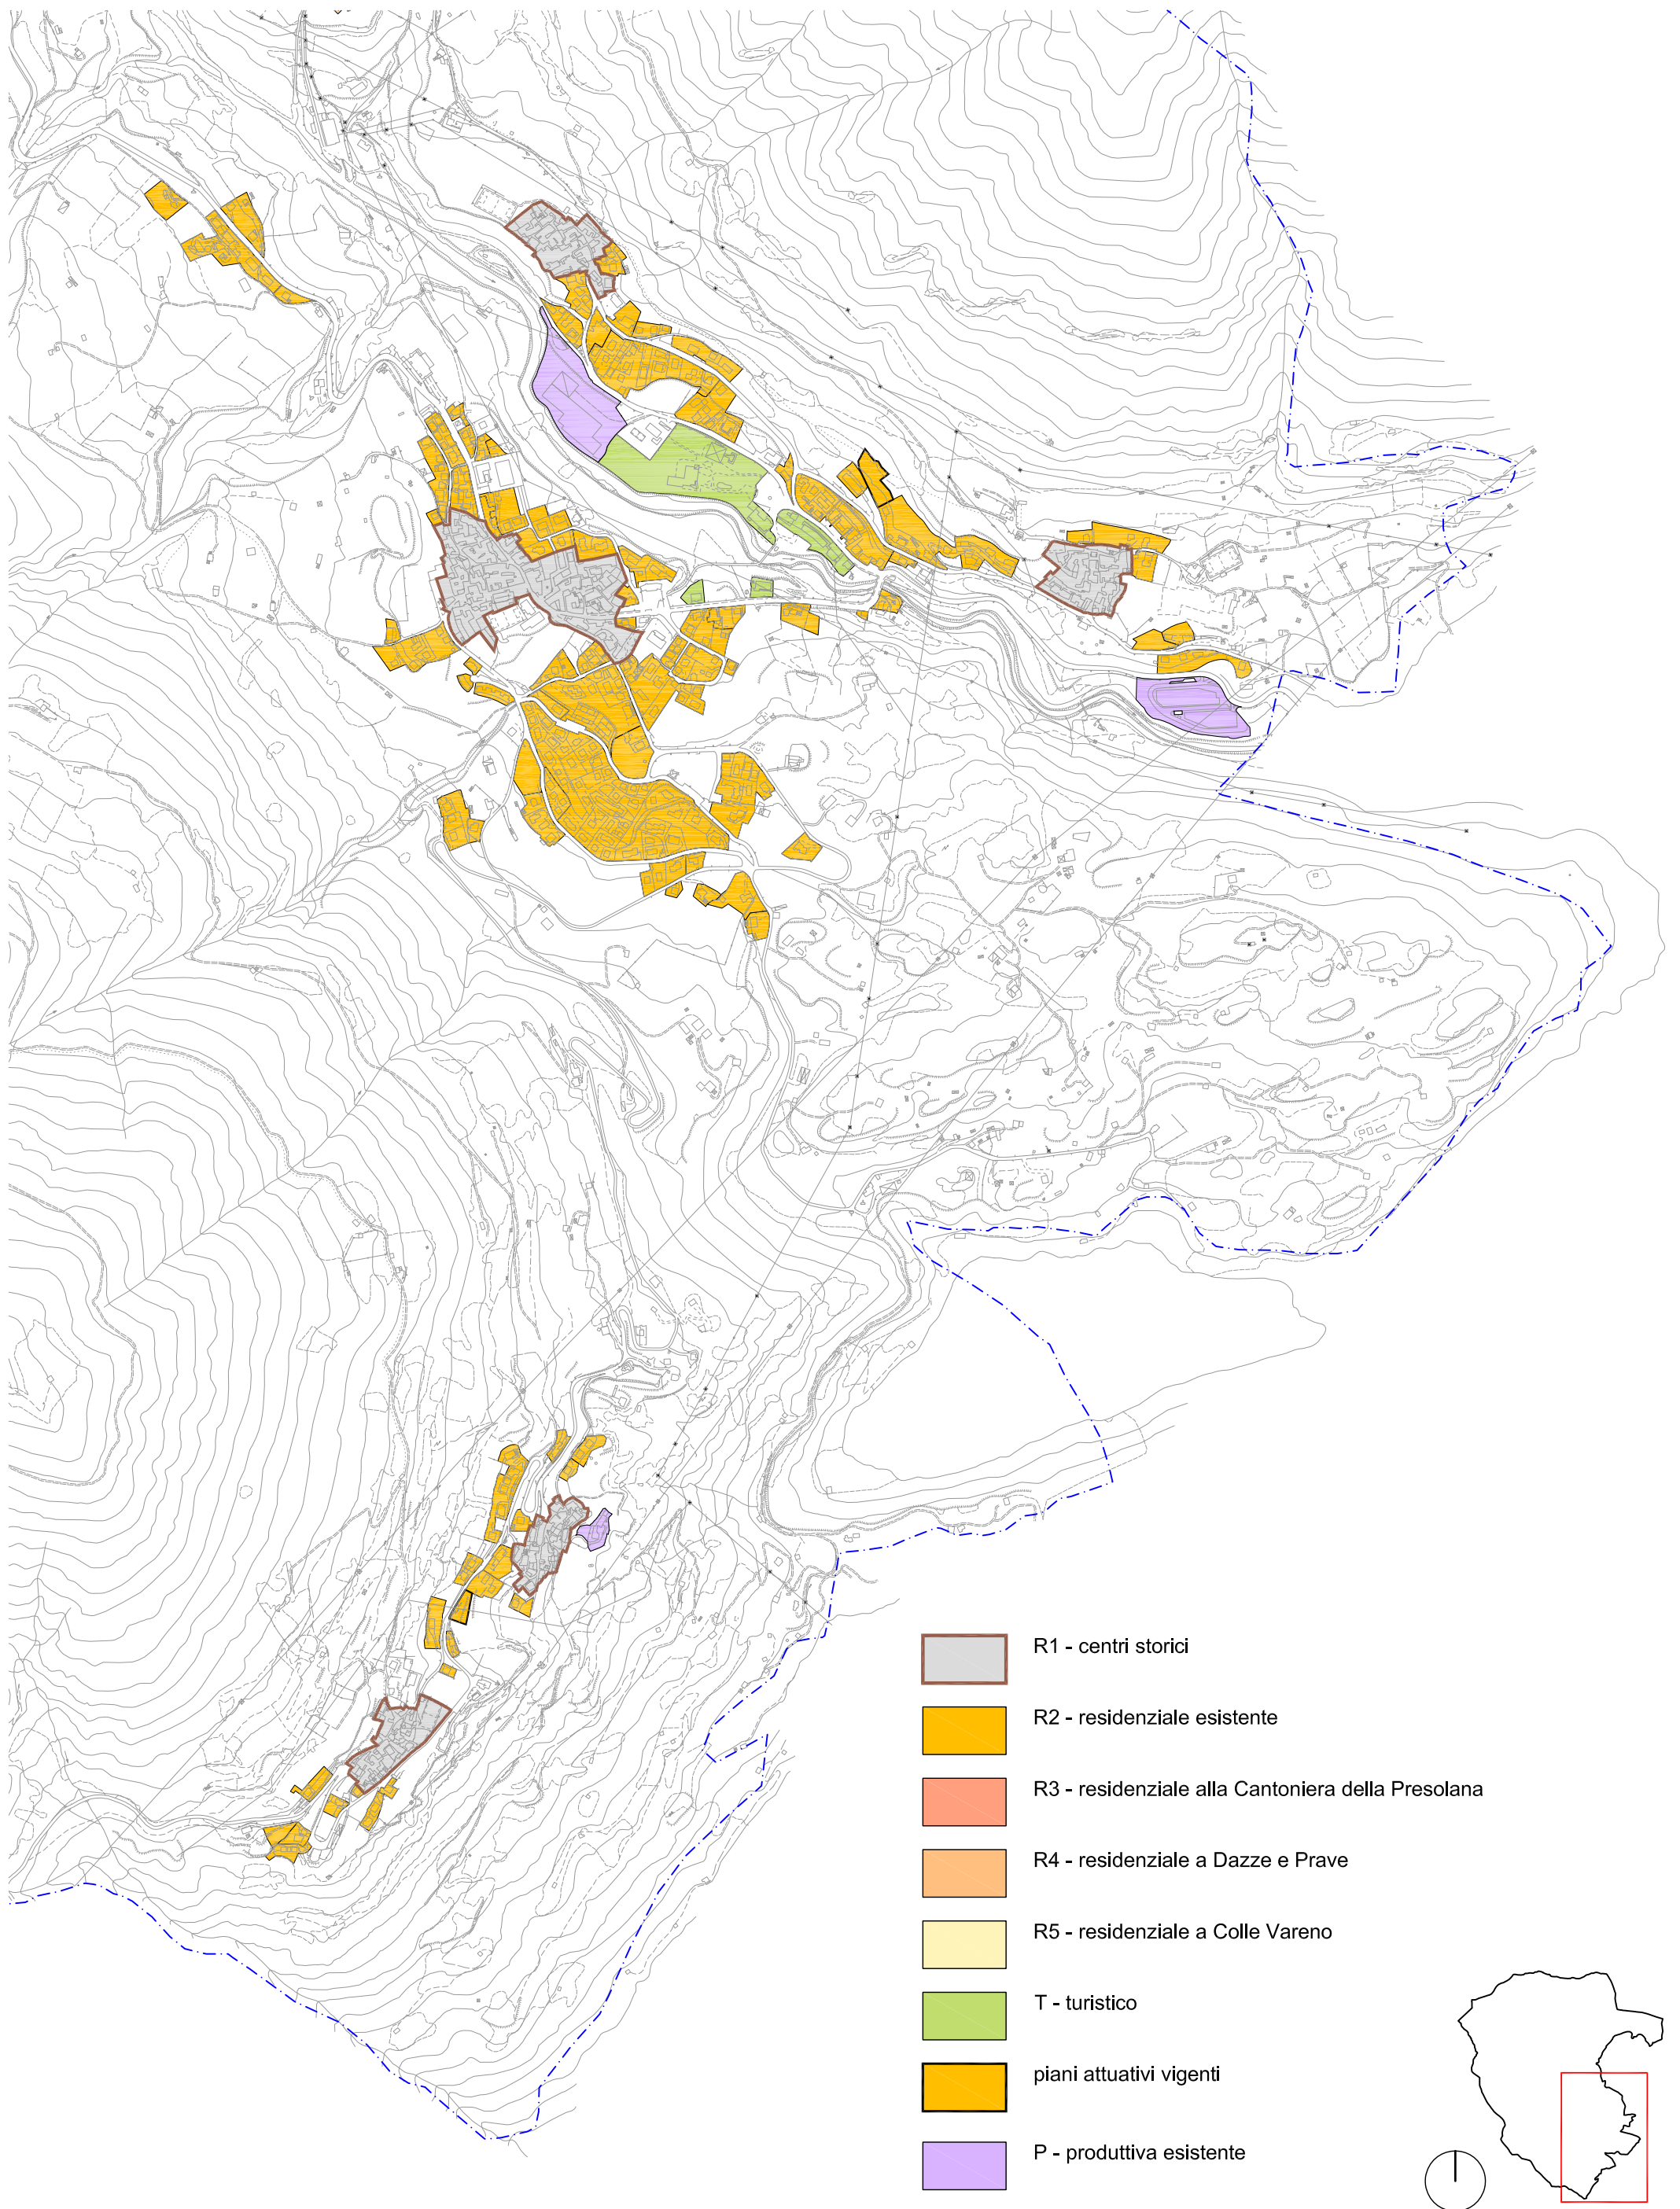 R1 - centri storici
R2 - residenziale esistente
R3 - residenziale alla Cantoniera della Presolana
R4 - residenziale a Dazze e Prave
R5 - residenziale a Colle Vareno
T - turistico
piani attuativi vigenti
P - produttiva esistente